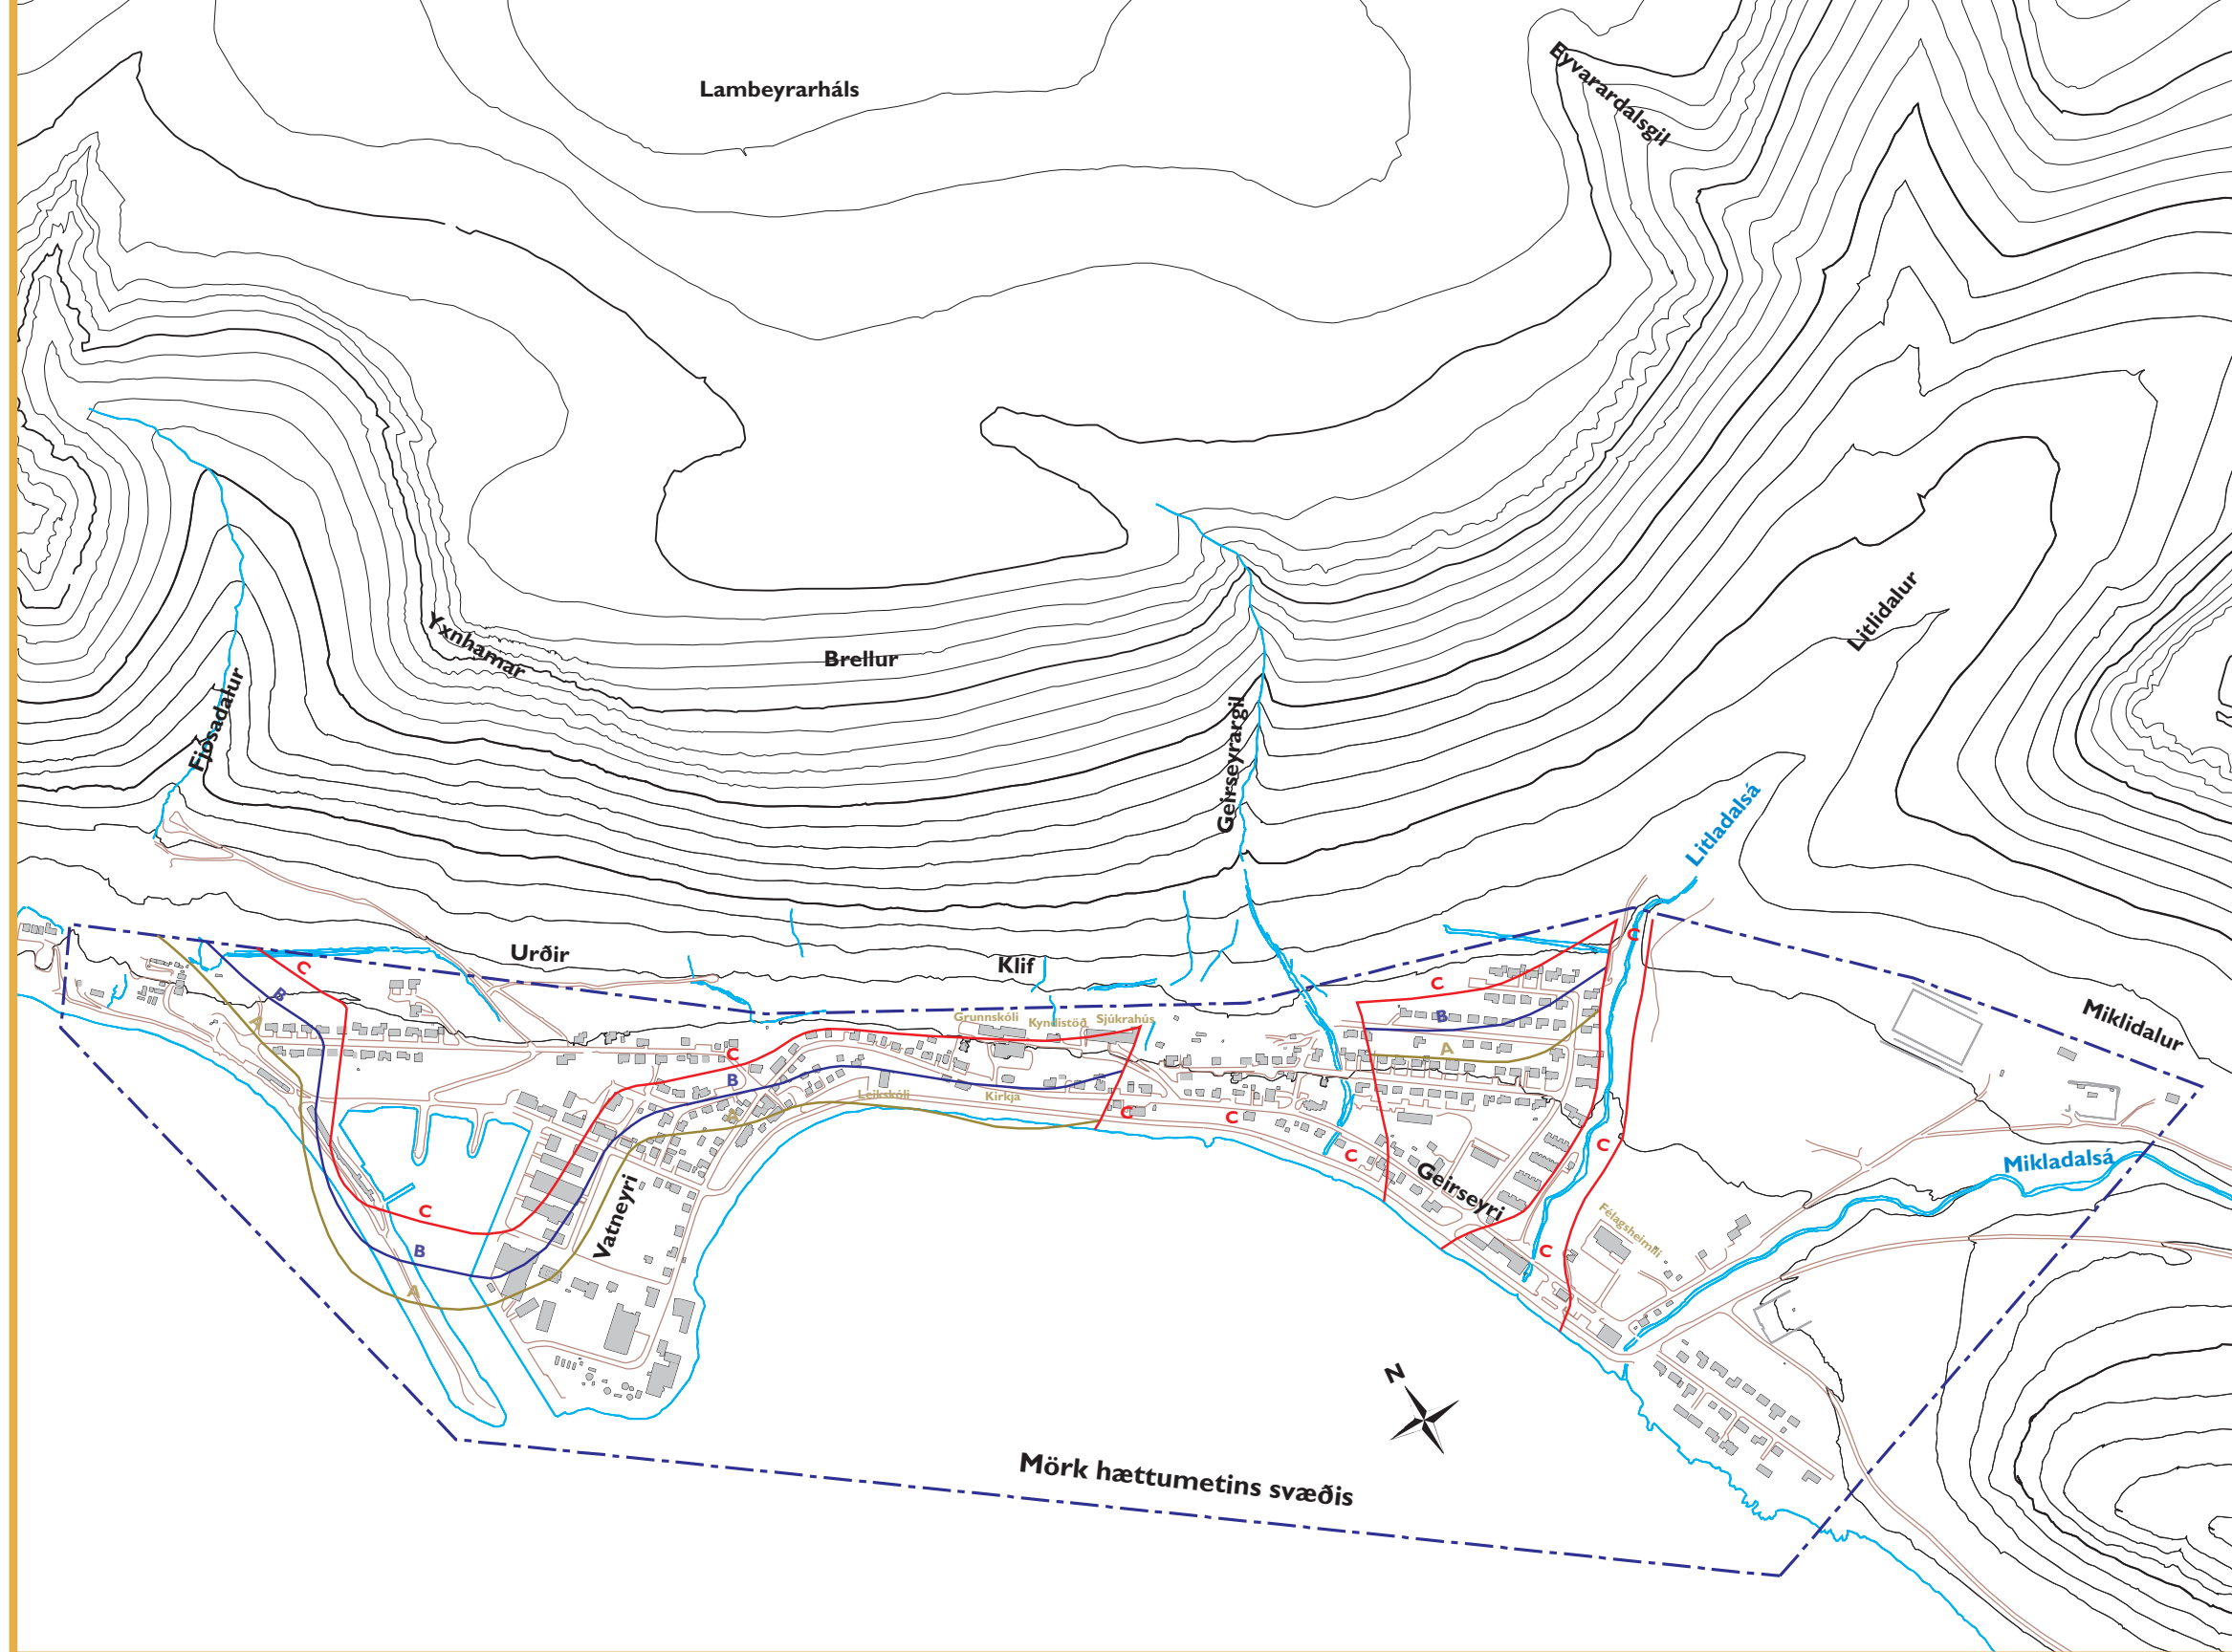 Lambeyrarháls
Eyvarardalsgil
Yxnhamar
Brellur
Litlidalur
Fjósadalur
Geirseyrargil
Litladalsá
Urðir
Klif
C
C
B
A
Grunnskóli
Kyndistöð
Sjúkrahús
C
B
A
Miklidalur
C
B
A
Leikskóli
Kirkja
C
C
C
C
Mikladalsá
Vatneyri
Geirseyri
Félagsheimili
C
B
A
C
N
Mörk hættumetins svæðis